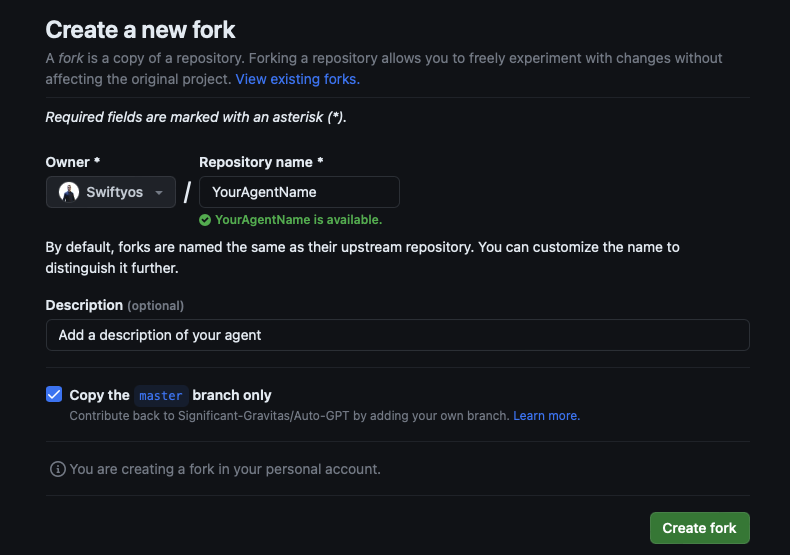 Create a new fork
A fork is a copy of a repository. Forking a repository allows you to freely experiment with changes without
affecting the original project. View existing forks.
Required fields are marked with an asterisk (*).
Owner *
Repository name *
Swiftyos
/
YourAgentName
YourAgentName is available.
By default, forks are named the same as their upstream repository. You can customize the name to
distinguish it further.
Description (optional)
Add a description of your agent
Copy the master branch only
Contribute back to Significant-Gravitas/Auto-GPT by adding your own branch. Learn more.
You are creating a fork in your personal account.
Create fork